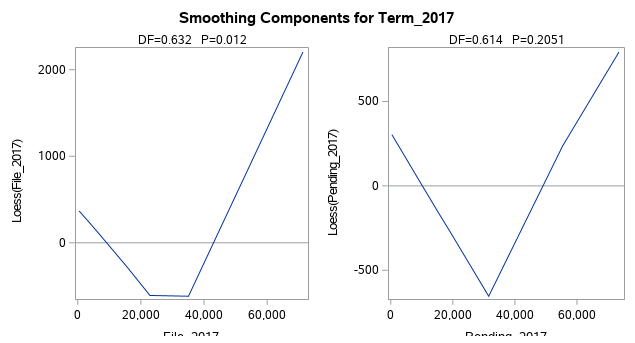 Smoothing Components for Term_2017
DF=0.632 P=0.012
2000
1000
0
Loess(File_2017)
0 20,000 40,000 60,000
File_2017
DF=0.614 P=0.2051
500
0
-500
Loess(Pending_2017)
0 20,000 40,000 60,000
Pending_2017